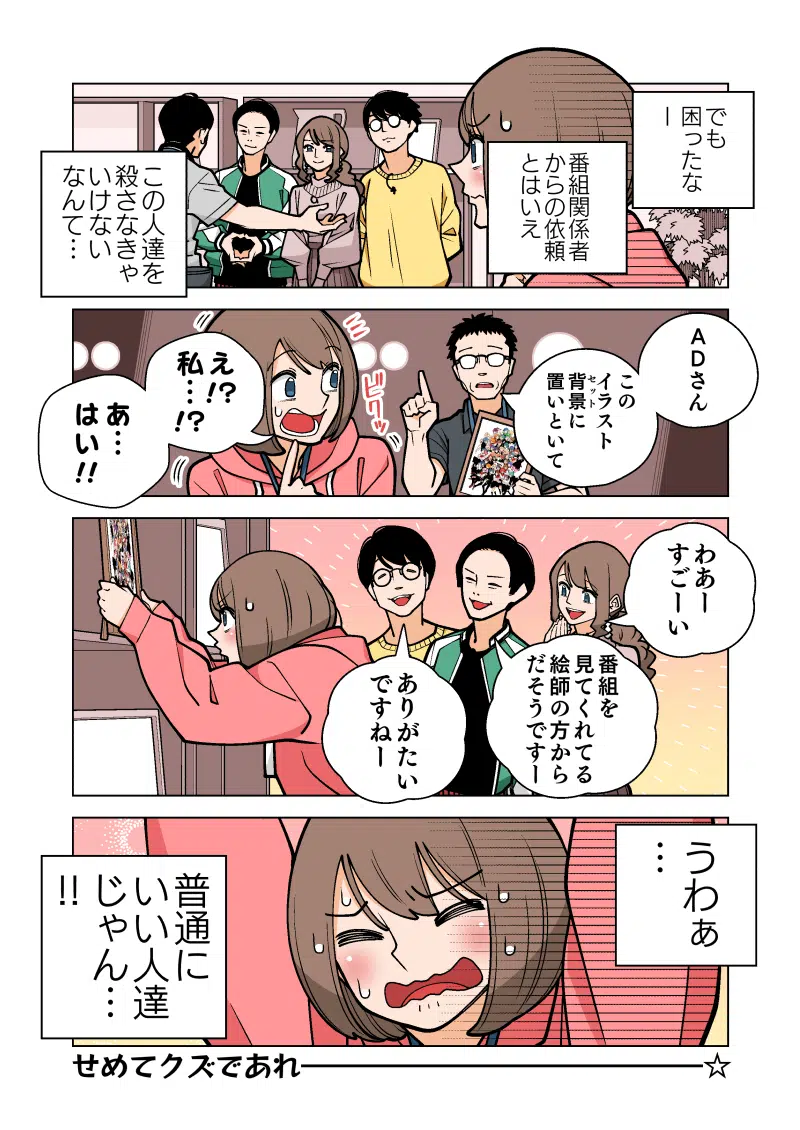 でも
困ったな
ー
番組関係者
からの依頼
とはいえ
この人達を
殺さなきゃ
いけない
なんて…
ADさん
この
イラスト
背景に
セット
置いといて
ビクッ
え!?
私…!?
あ…
はい!!
わあー
すごーい
番組を
見てくれてる
絵師の方から
だそうですー
ありがたい
ですねー
うわぁ
…
普通に
いい人達
じゃん…
!!
せめてクズであれ